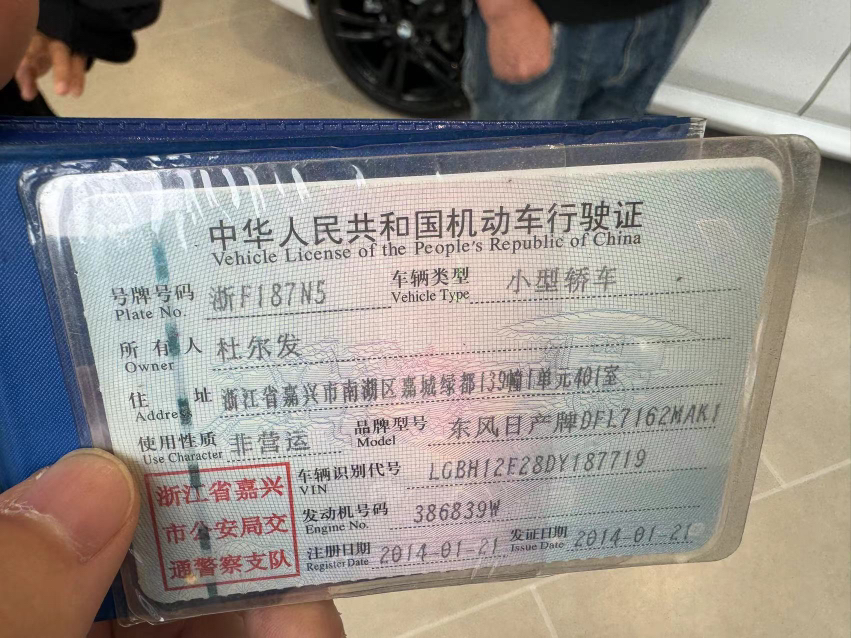 中华人民共和国机动车行驶证
Vehicle License of the People's Republic of China
号牌号码 浙F187N5 车辆类型 小型轿车
Plate No. Vehicle Type
所有人 杜尔发
Owner
住址 浙江省嘉兴市南湖区嘉城绿都139幢1单元401室
Address
使用性质 非营运 品牌型号 东风日产牌DFL7162MAK1
Use Character Model
浙江省嘉兴
市公安局交
通警察支队
车辆识别代号 LGBH12E28DY187719
VIN
发动机号码 386839W
Engine No.
注册日期 2014-01-21 发证日期 2014-01-21
Register Date Issue Date